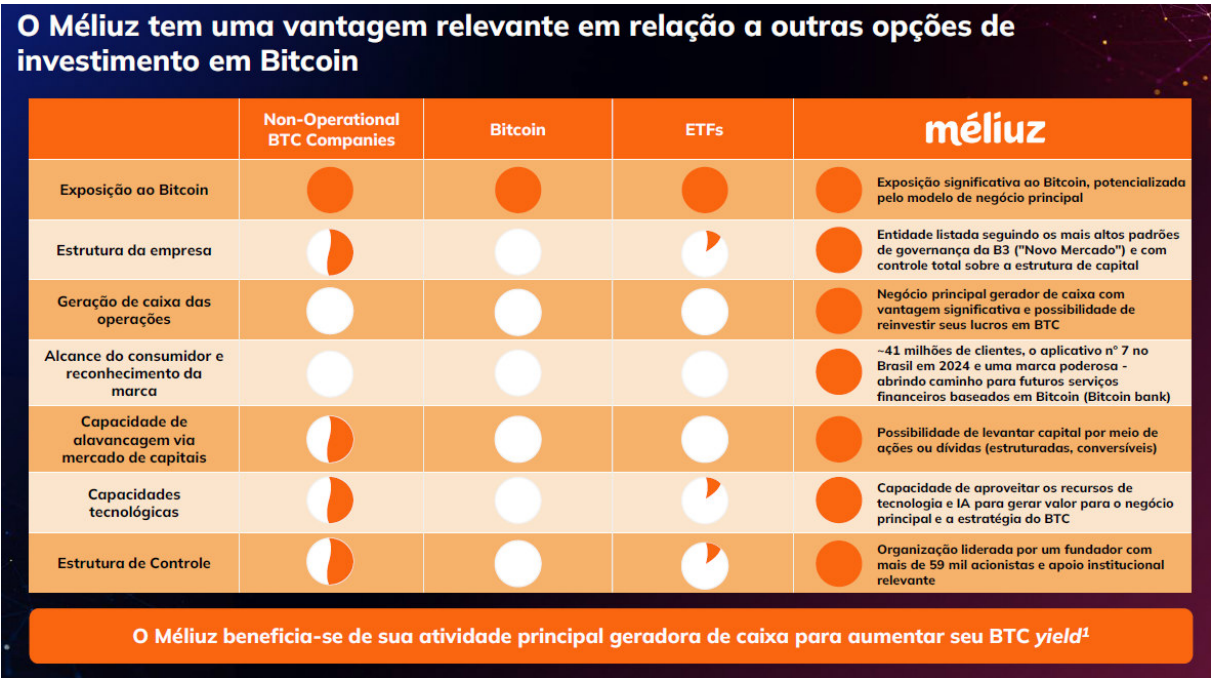 O Méliuz tem uma vantagem relevante em relação a outras opções de
investimento em Bitcoin
Non-Operational
BTC Companies
Bitcoin
ETFs
méliuz
Exposição ao Bitcoin
Exposição significativa ao Bitcoin, potencializada
pelo modelo de negócio principal
Estrutura da empresa
Entidade listada seguindo os mais altos padrões
de governança da B3 ("Novo Mercado") e com
controle total sobre a estrutura de capital
Geração de caixa das
operações
Negócio principal gerador de caixa com
vantagem significativa e possibilidade de
reinvestir seus lucros em BTC
Alcance do consumidor e
reconhecimento da
marca
~41 milhões de clientes, o aplicativo nº 7 no
Brasil em 2024 e uma marca poderosa -
abrindo caminho para futuros serviços
financeiros baseados em Bitcoin (Bitcoin bank)
Capacidade de
alavancagem via
mercado de capitais
Possibilidade de levantar capital por meio de
ações ou dívidas (estruturadas, conversíveis)
Capacidades
tecnológicas
Capacidade de aproveitar os recursos de
tecnologia e IA para gerar valor para o negócio
principal e a estratégia do BTC
Estrutura de Controle
Organização liderada por um fundador com
mais de 59 mil acionistas e apoio institucional
relevante
O Méliuz beneficia-se de sua atividade principal geradora de caixa para aumentar seu BTC yield¹